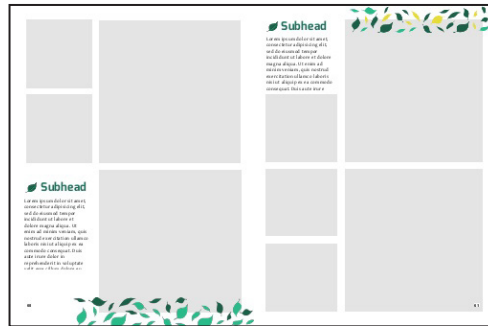 Subhead
Lorem ipsum dolor sit amet,
consectetur adipiscing elit,
sed do eiusmod tempor
incididunt ut labore et
dolore magna aliqua. Ut
enim ad minim veniam, quis
nostrud exercitation ullamco
laboris nisi ut aliquip ex ea
commodo consequat. Duis
aute irure dolor in
reprehenderit in voluptate
Subhead
Lorem ipsum dolor sit amet,
consectetur adipiscing elit,
sed do eiusmod tempor
incididunt ut labore et dolore
magna aliqua. Ut enim ad
minim veniam, quis nostrud
exercitation ullamco laboris
nisi ut aliquip ex ea commodo
consequat. Duis aute irure